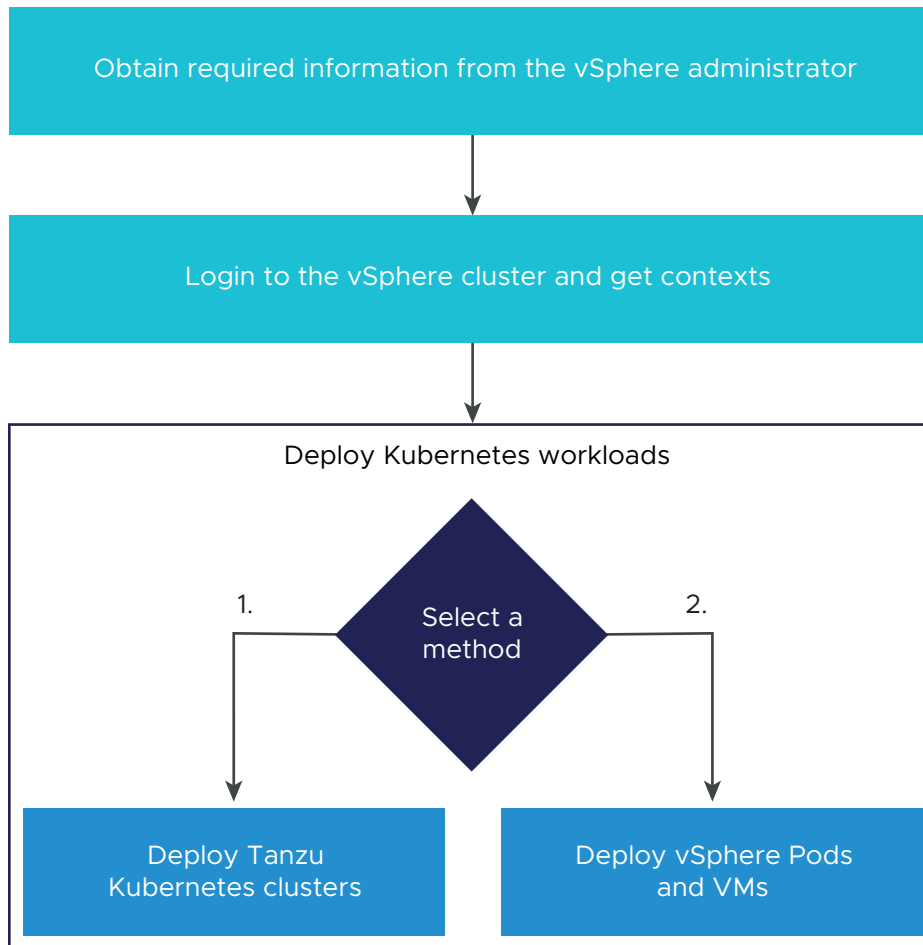 Obtain required information from the vSphere administrator
Login to the vSphere cluster and get contexts
Deploy Kubernetes workloads
1.
2.
Select a
method
Deploy Tanzu
Kubernetes clusters
Deploy vSphere Pods
and VMs